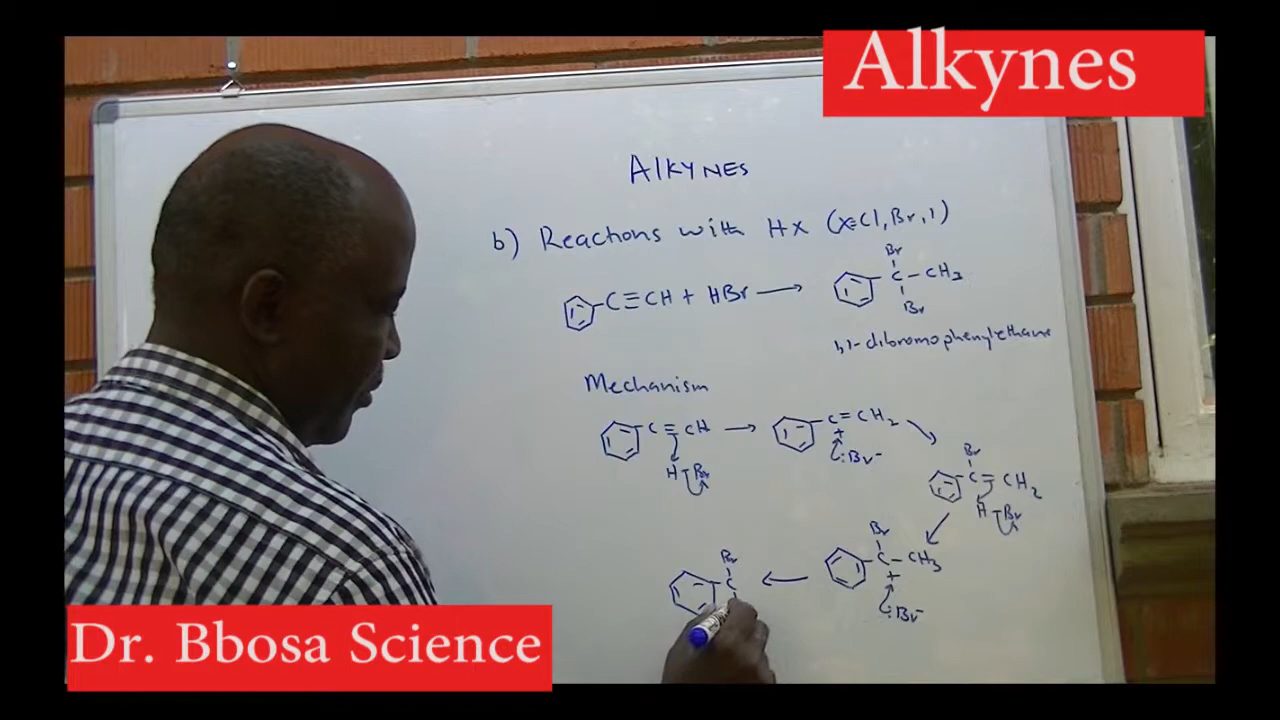 Alkynes
ALKYNES
b) Reactions with HX (X=Cl, Br, I)
C≡CH + HBr → Br C – CH3 Br
1,1-dibromophenylethane
Mechanism
C≡CH → C=CH2
H–Br + :Br⁻
Br
C=CH2
H–Br
Br
C–CH3
+
:Br⁻
Br
C
Dr. Bbosa Science